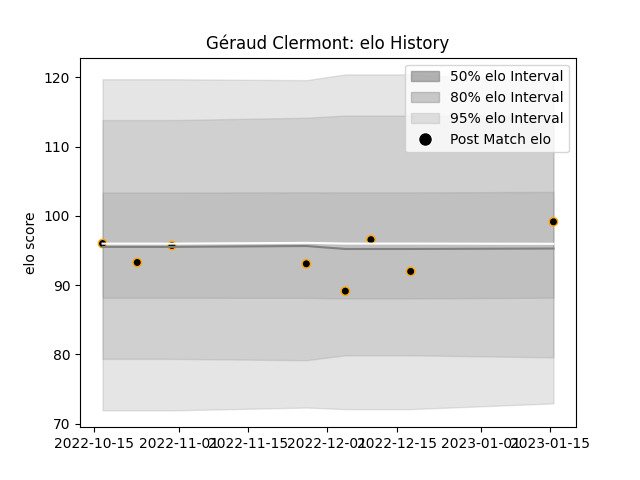 Géraud Clermont: elo History
50% elo Interval
80% elo Interval
95% elo Interval
Post Match elo
elo score
120
110
100
90
80
70
2022-10-15 2022-11-01 2022-11-15 2022-12-01 2022-12-15 2023-01-01 2023-01-15